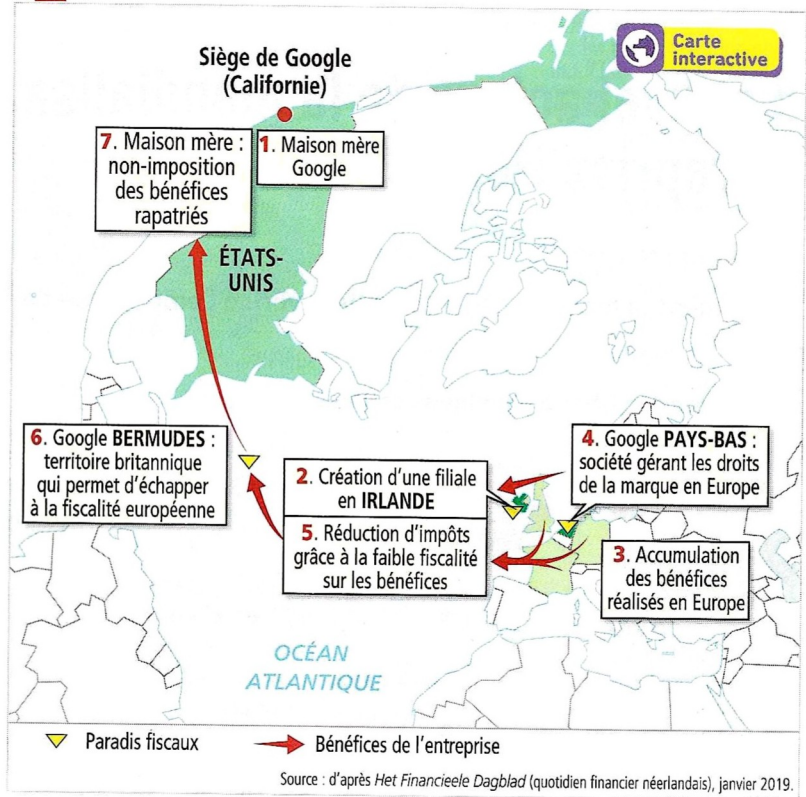 Carte
interactive
Siège de Google
(Californie)
7. Maison mère :
non-imposition
des bénéfices
rapatriés
1. Maison mère
Google
ÉTATS-
UNIS
6. Google BERMUDES :
territoire britannique
qui permet d'échapper
à la fiscalité européenne
2. Création d'une filiale
en IRLANDE
5. Réduction d'impôts
grâce à la faible fiscalité
sur les bénéfices
4. Google PAYS-BAS :
société gérant les droits
de la marque en Europe
3. Accumulation
des bénéfices
réalisés en Europe
OCÉAN
ATLANTIQUE
Paradis fiscaux
Bénéfices de l'entreprise
Source : d'après Het Financieele Dagblad (quotidien financier néerlandais), janvier 2019.